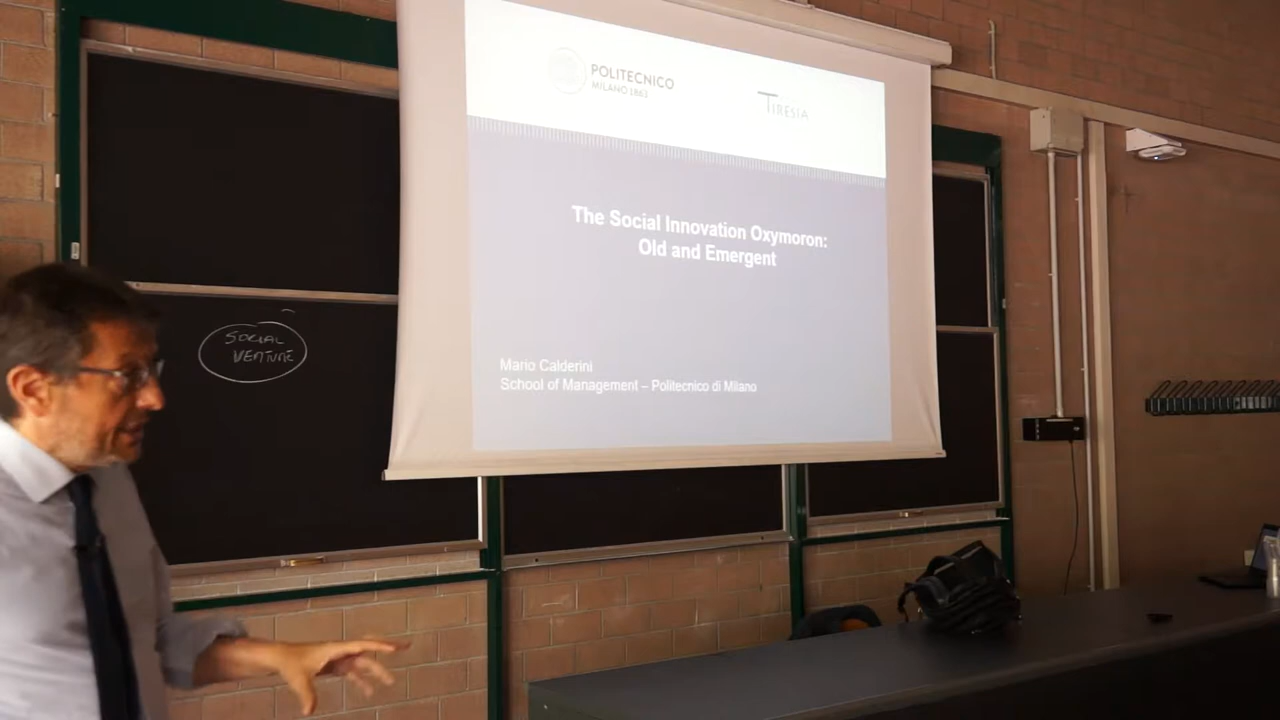 POLITECNICO
MILANO 1863
TIRESIA
The Social Innovation Oxymoron:
Old and Emergent
Mario Calderini
School of Management – Politecnico di Milano
SOCIAL
VENTURE